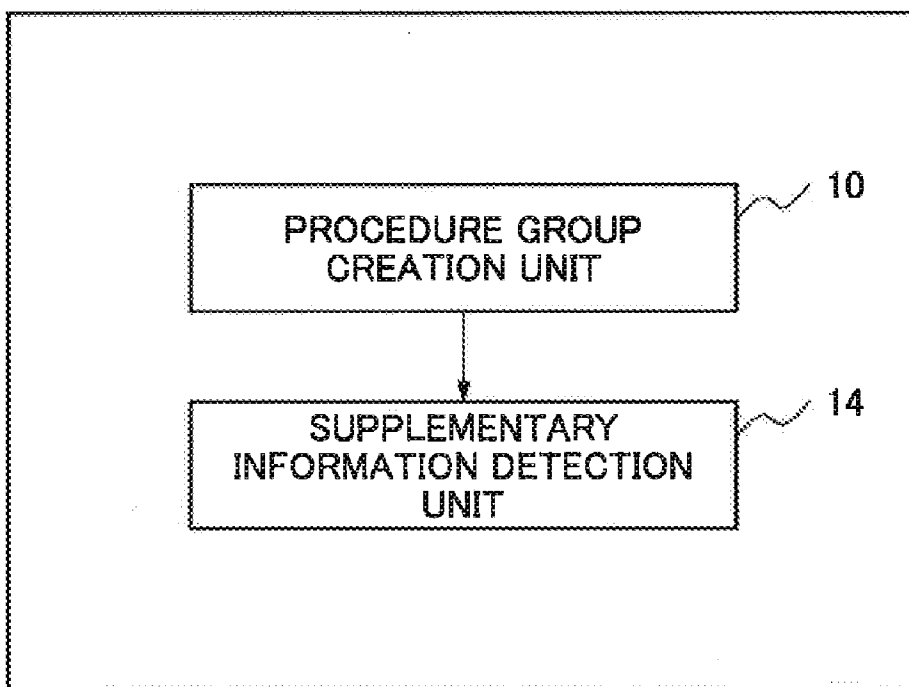 10
PROCEDURE GROUP
CREATION UNIT
14
SUPPLEMENTARY
INFORMATION DETECTION
UNIT